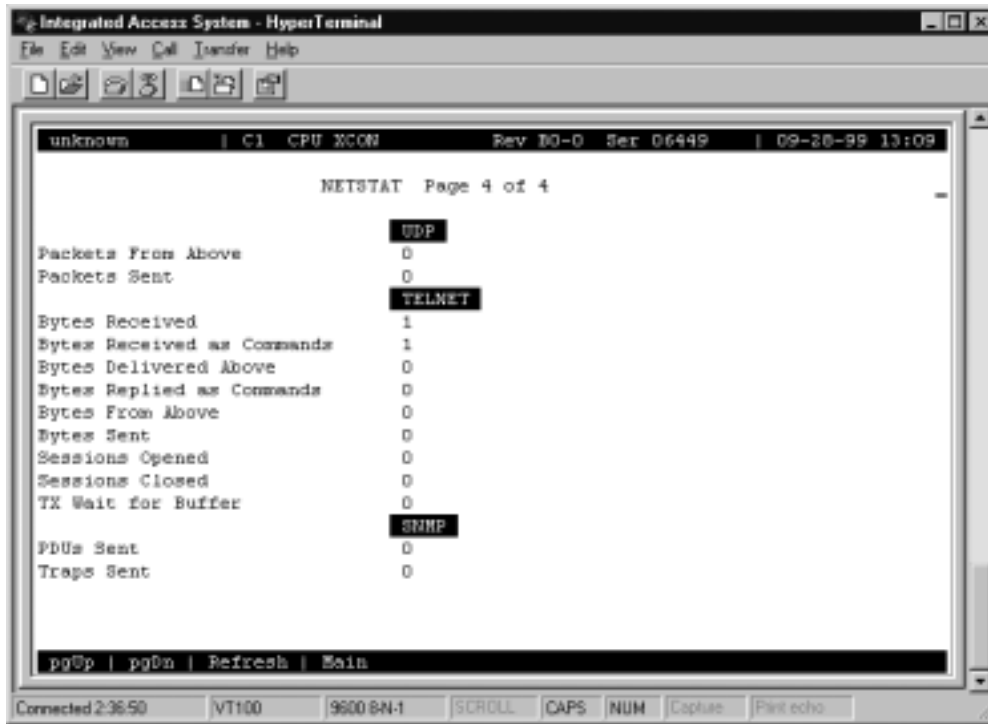 Integrated Access System - HyperTerminal
File Edit View Call Transfer Help
unknown | C1 CPU XCON Rev B0-0 Ser 06449 | 09-28-99 13:09
NETSTAT Page 4 of 4
UDP
Packets From Above 0
Packets Sent 0
TELNET
Bytes Received 1
Bytes Received as Commands 1
Bytes Delivered Above 0
Bytes Replied as Commands 0
Bytes From Above 0
Bytes Sent 0
Sessions Opened 0
Sessions Closed 0
TX Wait for Buffer 0
SNMP
PDUs Sent 0
Traps Sent 0
pgUp | pgDn | Refresh | Main
Connected 2:36:50 VT100 9600 8-N-1 SCROLL CAPS NUM Capture Print echo